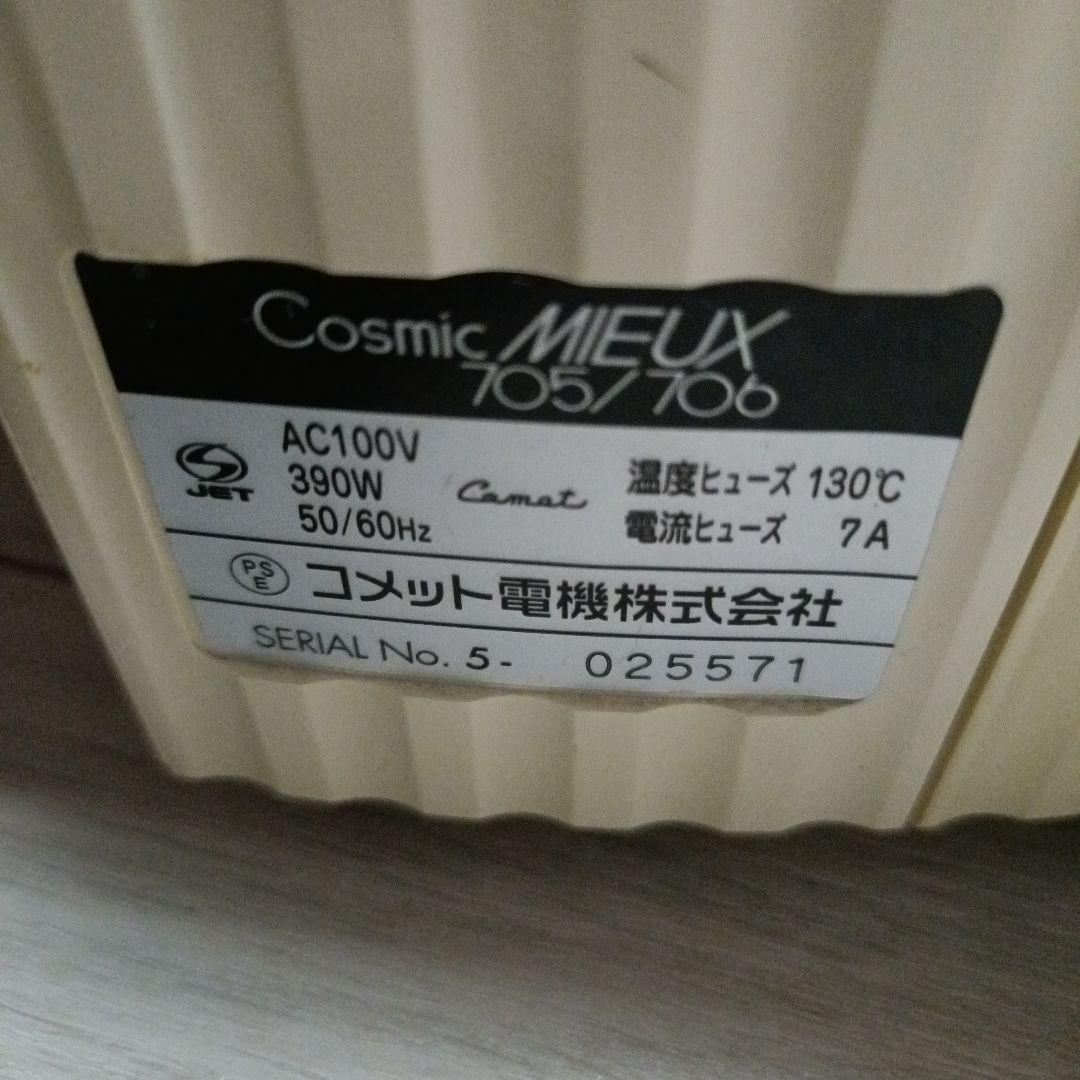 Cosmic MIEUX
705/706
JET
AC100V
390W
50/60Hz
Comet
温度ヒューズ 130℃
電流ヒューズ 7A
PS
E
コメット電機株式会社
SERIAL No. 5- 025571